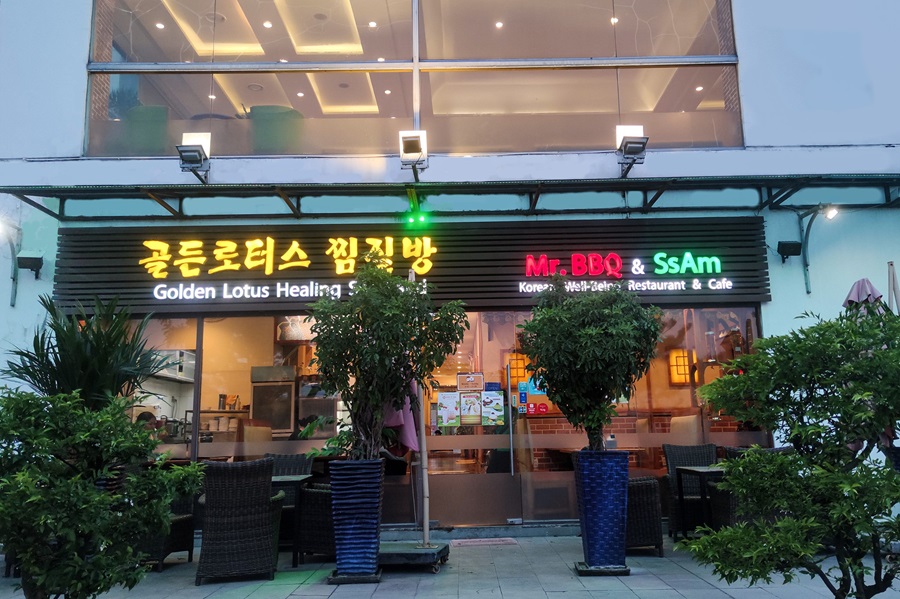 골든로터스 찜질방
Golden Lotus Healing
Mr. BBQ & SsAm
Korean Well-Being Restaurant & Cafe